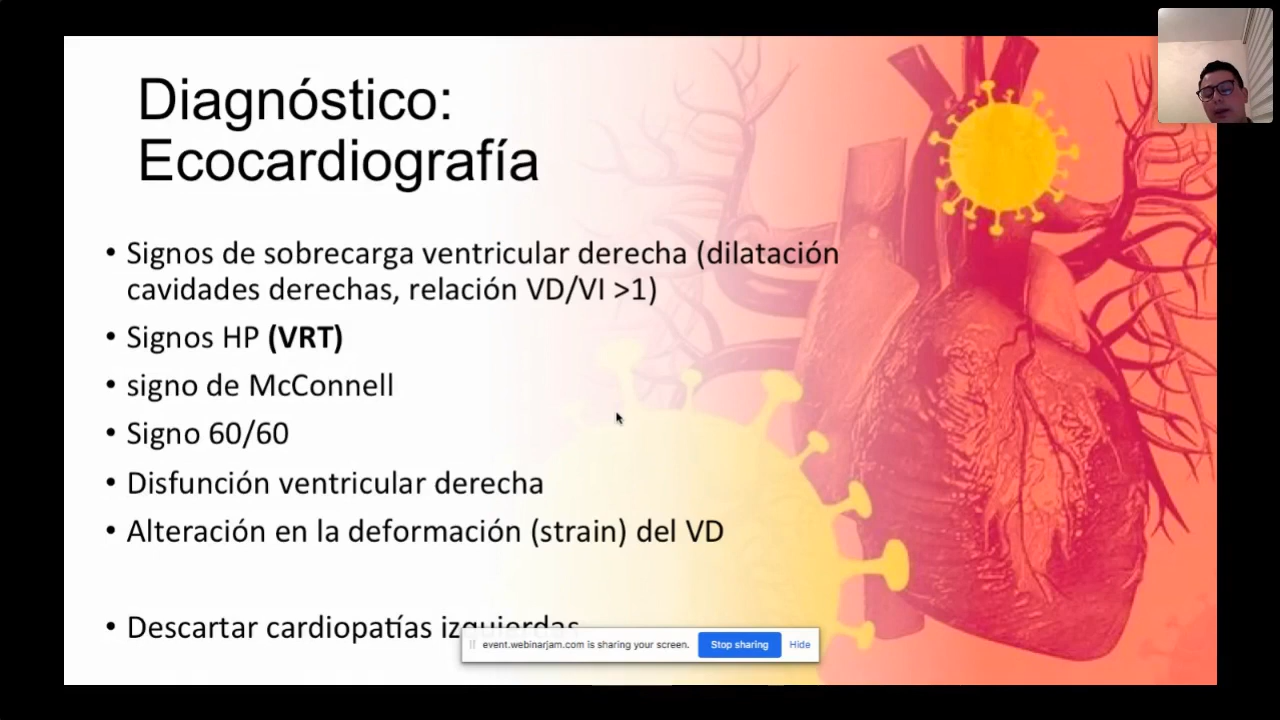 Diagnóstico:
Ecocardiografía
• Signos de sobrecarga ventricular derecha (dilatación
cavidades derechas, relación VD/VI >1)
• Signos HP (VRT)
• signo de McConnell
• Signo 60/60
• Disfunción ventricular derecha
• Alteración en la deformación (strain) del VD
• Descartar cardiopatías izquierdas
event.webinarjam.com is sharing your screen. Stop sharing Hide